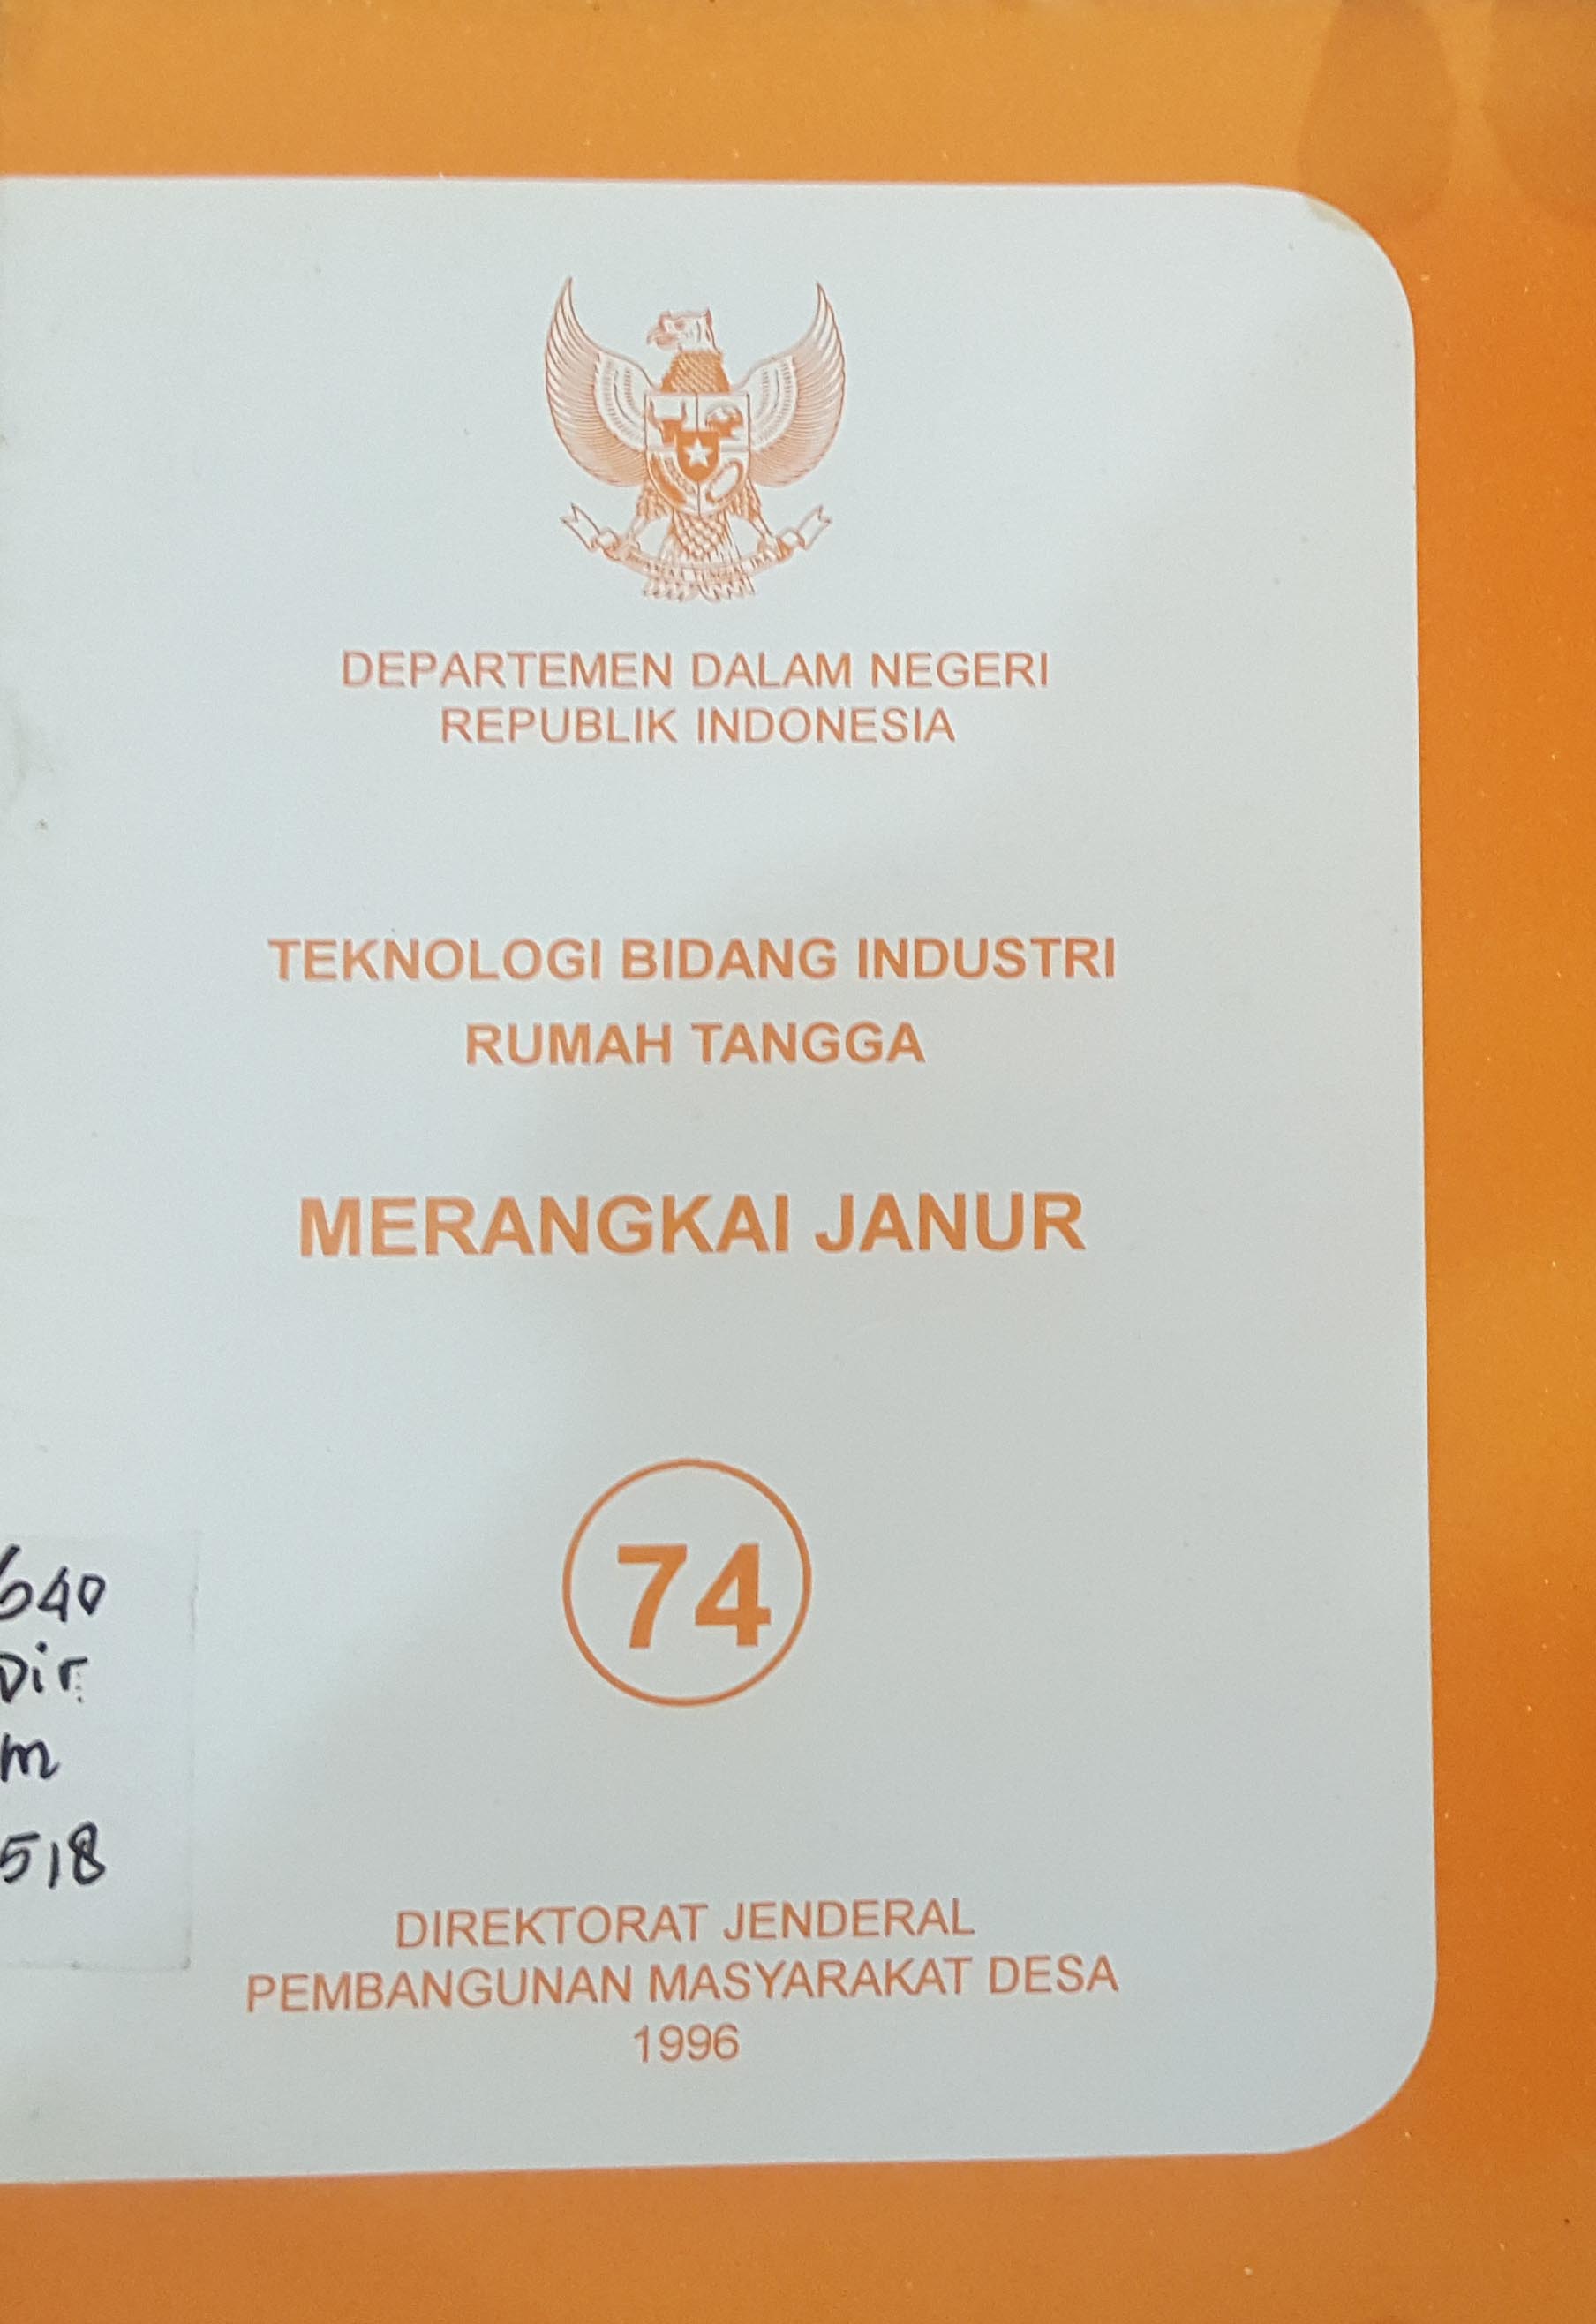 DEPARTEMEN DALAM NEGERI
REPUBLIK INDONESIA
TEKNOLOGI BIDANG INDUSTRI
RUMAH TANGGA
MERANGKAI JANUR
74
640
Dir
m
518
DIREKTORAT JENDERAL
PEMBANGUNAN MASYARAKAT DESA
1996